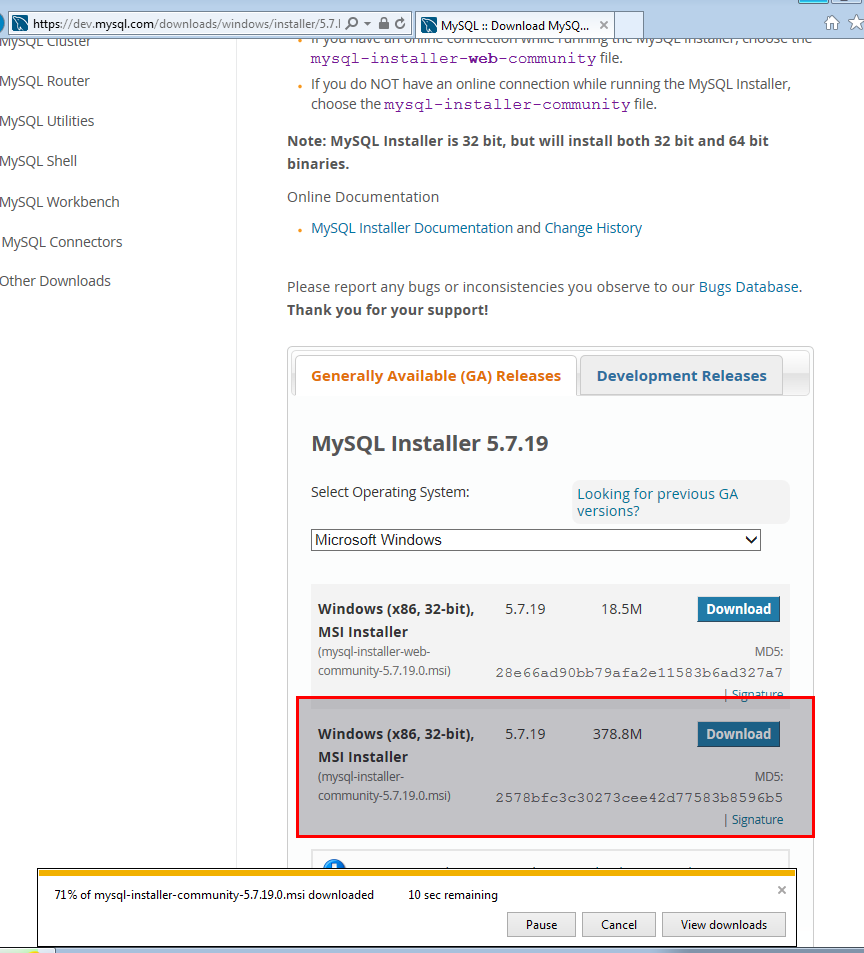 https://dev.mysql.com/downloads/windows/installer/5.7.l
MySQL :: Download MySQ...
MySQL Cluster
MySQL Router
MySQL Utilities
MySQL Shell
MySQL Workbench
MySQL Connectors
Other Downloads
If you have an online connection while running the MySQL Installer, choose the
mysql-installer-web-community file.
If you do NOT have an online connection while running the MySQL Installer,
choose the mysql-installer-community file.
Note: MySQL Installer is 32 bit, but will install both 32 bit and 64 bit
binaries.
Online Documentation
MySQL Installer Documentation and Change History
Please report any bugs or inconsistencies you observe to our Bugs Database.
Thank you for your support!
Generally Available (GA) Releases
Development Releases
MySQL Installer 5.7.19
Select Operating System:
Looking for previous GA
versions?
Microsoft Windows
Windows (x86, 32-bit), 5.7.19 18.5M Download
MSI Installer
(mysql-installer-web- MD5:
community-5.7.19.0.msi) 28e66ad90bb79afa2e11583b6ad327a7
| Signature
Windows (x86, 32-bit), 5.7.19 378.8M Download
MSI Installer
(mysql-installer- MD5:
community-5.7.19.0.msi) 2578bfc3c30273cee42d77583b8596b5
| Signature
71% of mysql-installer-community-5.7.19.0.msi downloaded 10 sec remaining
Pause Cancel View downloads